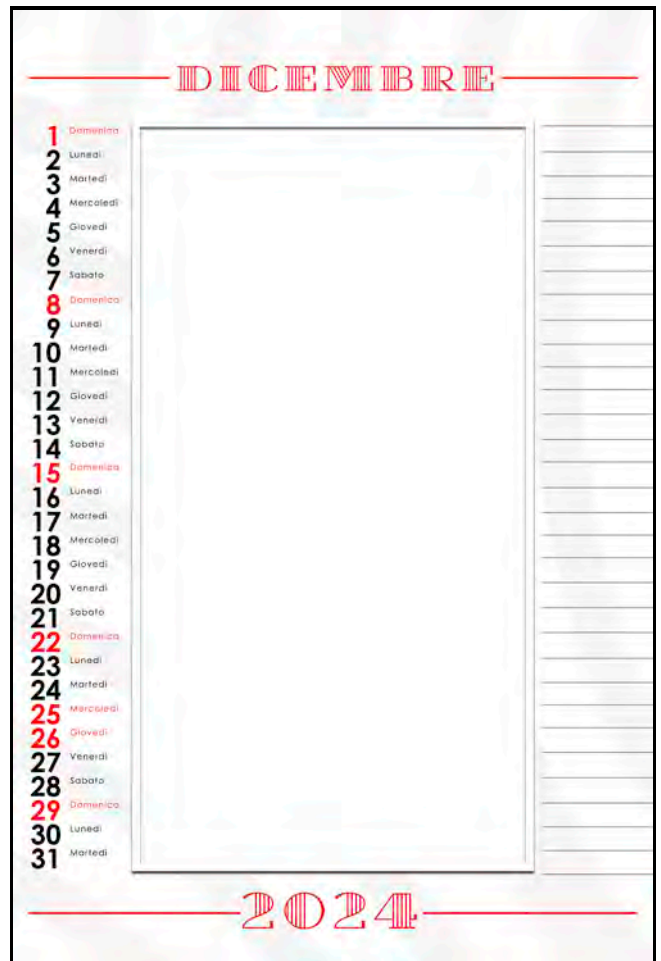 DICEMBRE
1 Domenica
2 Lunedì
3 Martedì
4 Mercoledì
5 Giovedì
6 Venerdì
7 Sabato
8 Domenica
9 Lunedì
10 Martedì
11 Mercoledì
12 Giovedì
13 Venerdì
14 Sabato
15 Domenica
16 Lunedì
17 Martedì
18 Mercoledì
19 Giovedì
20 Venerdì
21 Sabato
22 Domenica
23 Lunedì
24 Martedì
25 Mercoledì
26 Giovedì
27 Venerdì
28 Sabato
29 Domenica
30 Lunedì
31 Martedì
2024